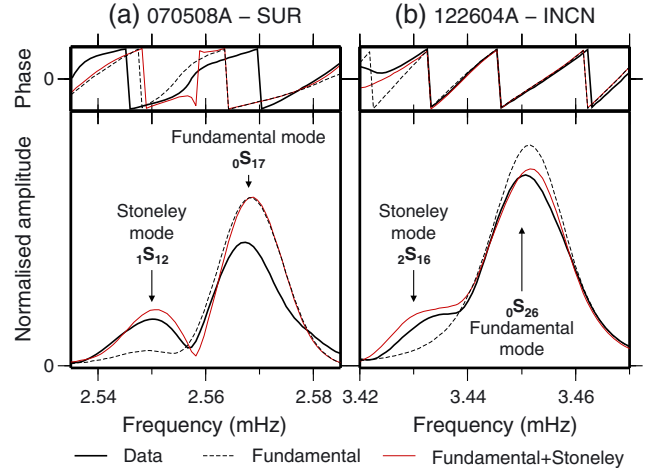 (a) 070508A – SUR
(b) 122604A – INCN
Phase
0
Normalised amplitude
0
Fundamental mode
₀S₁₇
Stoneley
mode
₁S₁₂
Stoneley
mode
₂S₁₆
₀S₂₆
Fundamental
mode
2.54 2.56 2.58
3.42 3.44 3.46
Frequency (mHz)
Frequency (mHz)
Data
Fundamental
Fundamental+Stoneley